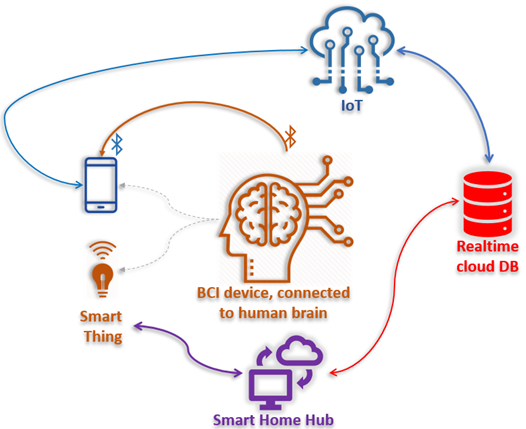 IoT
Realtime
cloud DB
BCI device, connected
to human brain
Smart
Thing
Smart Home Hub